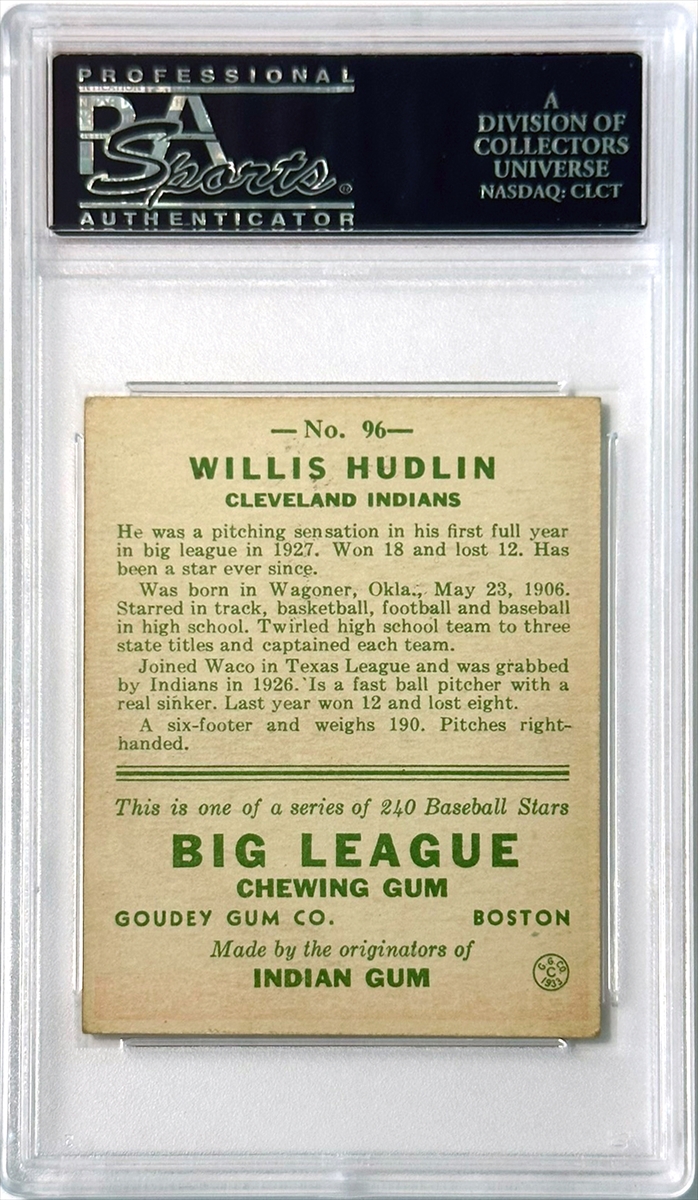 PROFESSIONAL
PSA
Sports®
AUTHENTICATOR
A
DIVISION OF
COLLECTORS
UNIVERSE
NASDAQ: CLCT
—No. 96—
WILLIS HUDLIN
CLEVELAND INDIANS
He was a pitching sensation in his first full year
in big league in 1927. Won 18 and lost 12. Has
been a star ever since.
Was born in Wagoner, Okla., May 23, 1906.
Starred in track, basketball, football and baseball
in high school. Twirled high school team to three
state titles and captained each team.
Joined Waco in Texas League and was grabbed
by Indians in 1926. Is a fast ball pitcher with a
real sinker. Last year won 12 and lost eight.
A six-footer and weighs 190. Pitches right-
handed.
This is one of a series of 240 Baseball Stars
BIG LEAGUE
CHEWING GUM
GOUDEY GUM CO. BOSTON
Made by the originators of
INDIAN GUM
G. G. CO.
C
1933